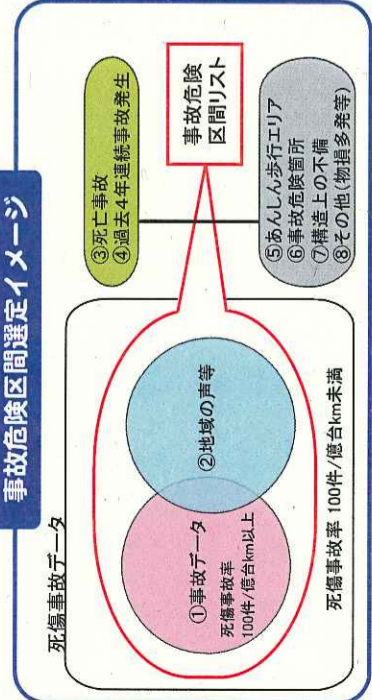 事故危険区間選定イメージ
死傷事故データ
①事故データ
死傷事故率
100件/億台km以上
②地域の声等
死傷事故率 100件/億台km未満
③死亡事故
④過去4年連続事故発生
事故危険
区間リスト
⑤あんしん歩行エリア
⑥事故危険箇所
⑦構造上の不備
⑧その他(物損多発等)